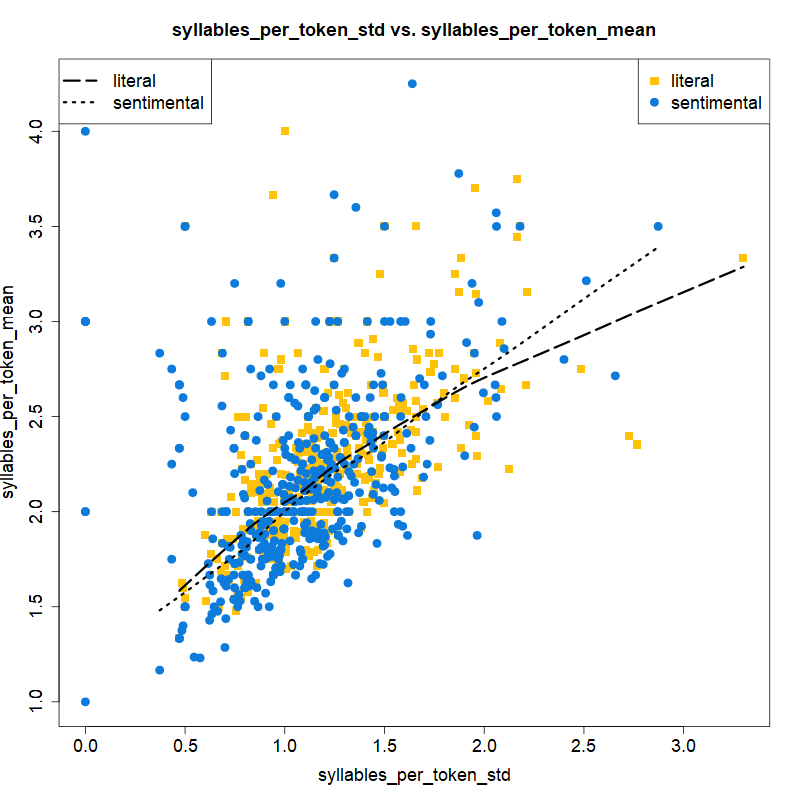 syllables_per_token_std vs. syllables_per_token_mean
literal
sentimental
literal
sentimental
syllables_per_token_mean
4.0
3.5
3.0
2.5
2.0
1.5
1.0
0.0 0.5 1.0 1.5 2.0 2.5 3.0
syllables_per_token_std